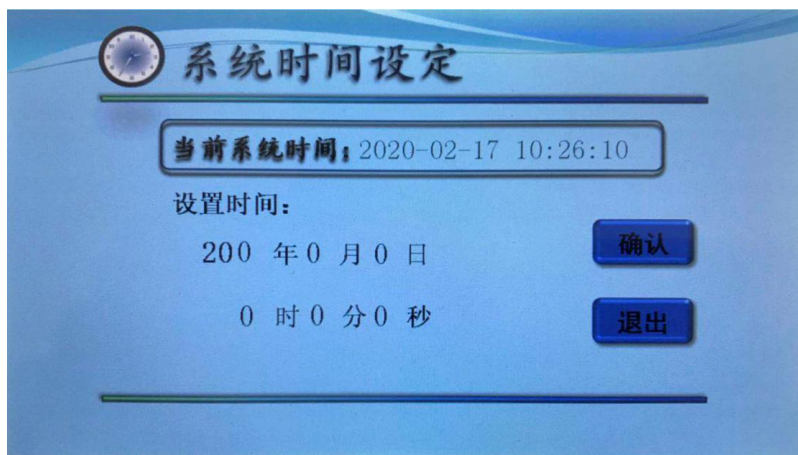 系统时间设定
当前系统时间：2020-02-17 10:26:10
设置时间：
200 年 0 月 0 日
确认
0 时 0 分 0 秒
退出